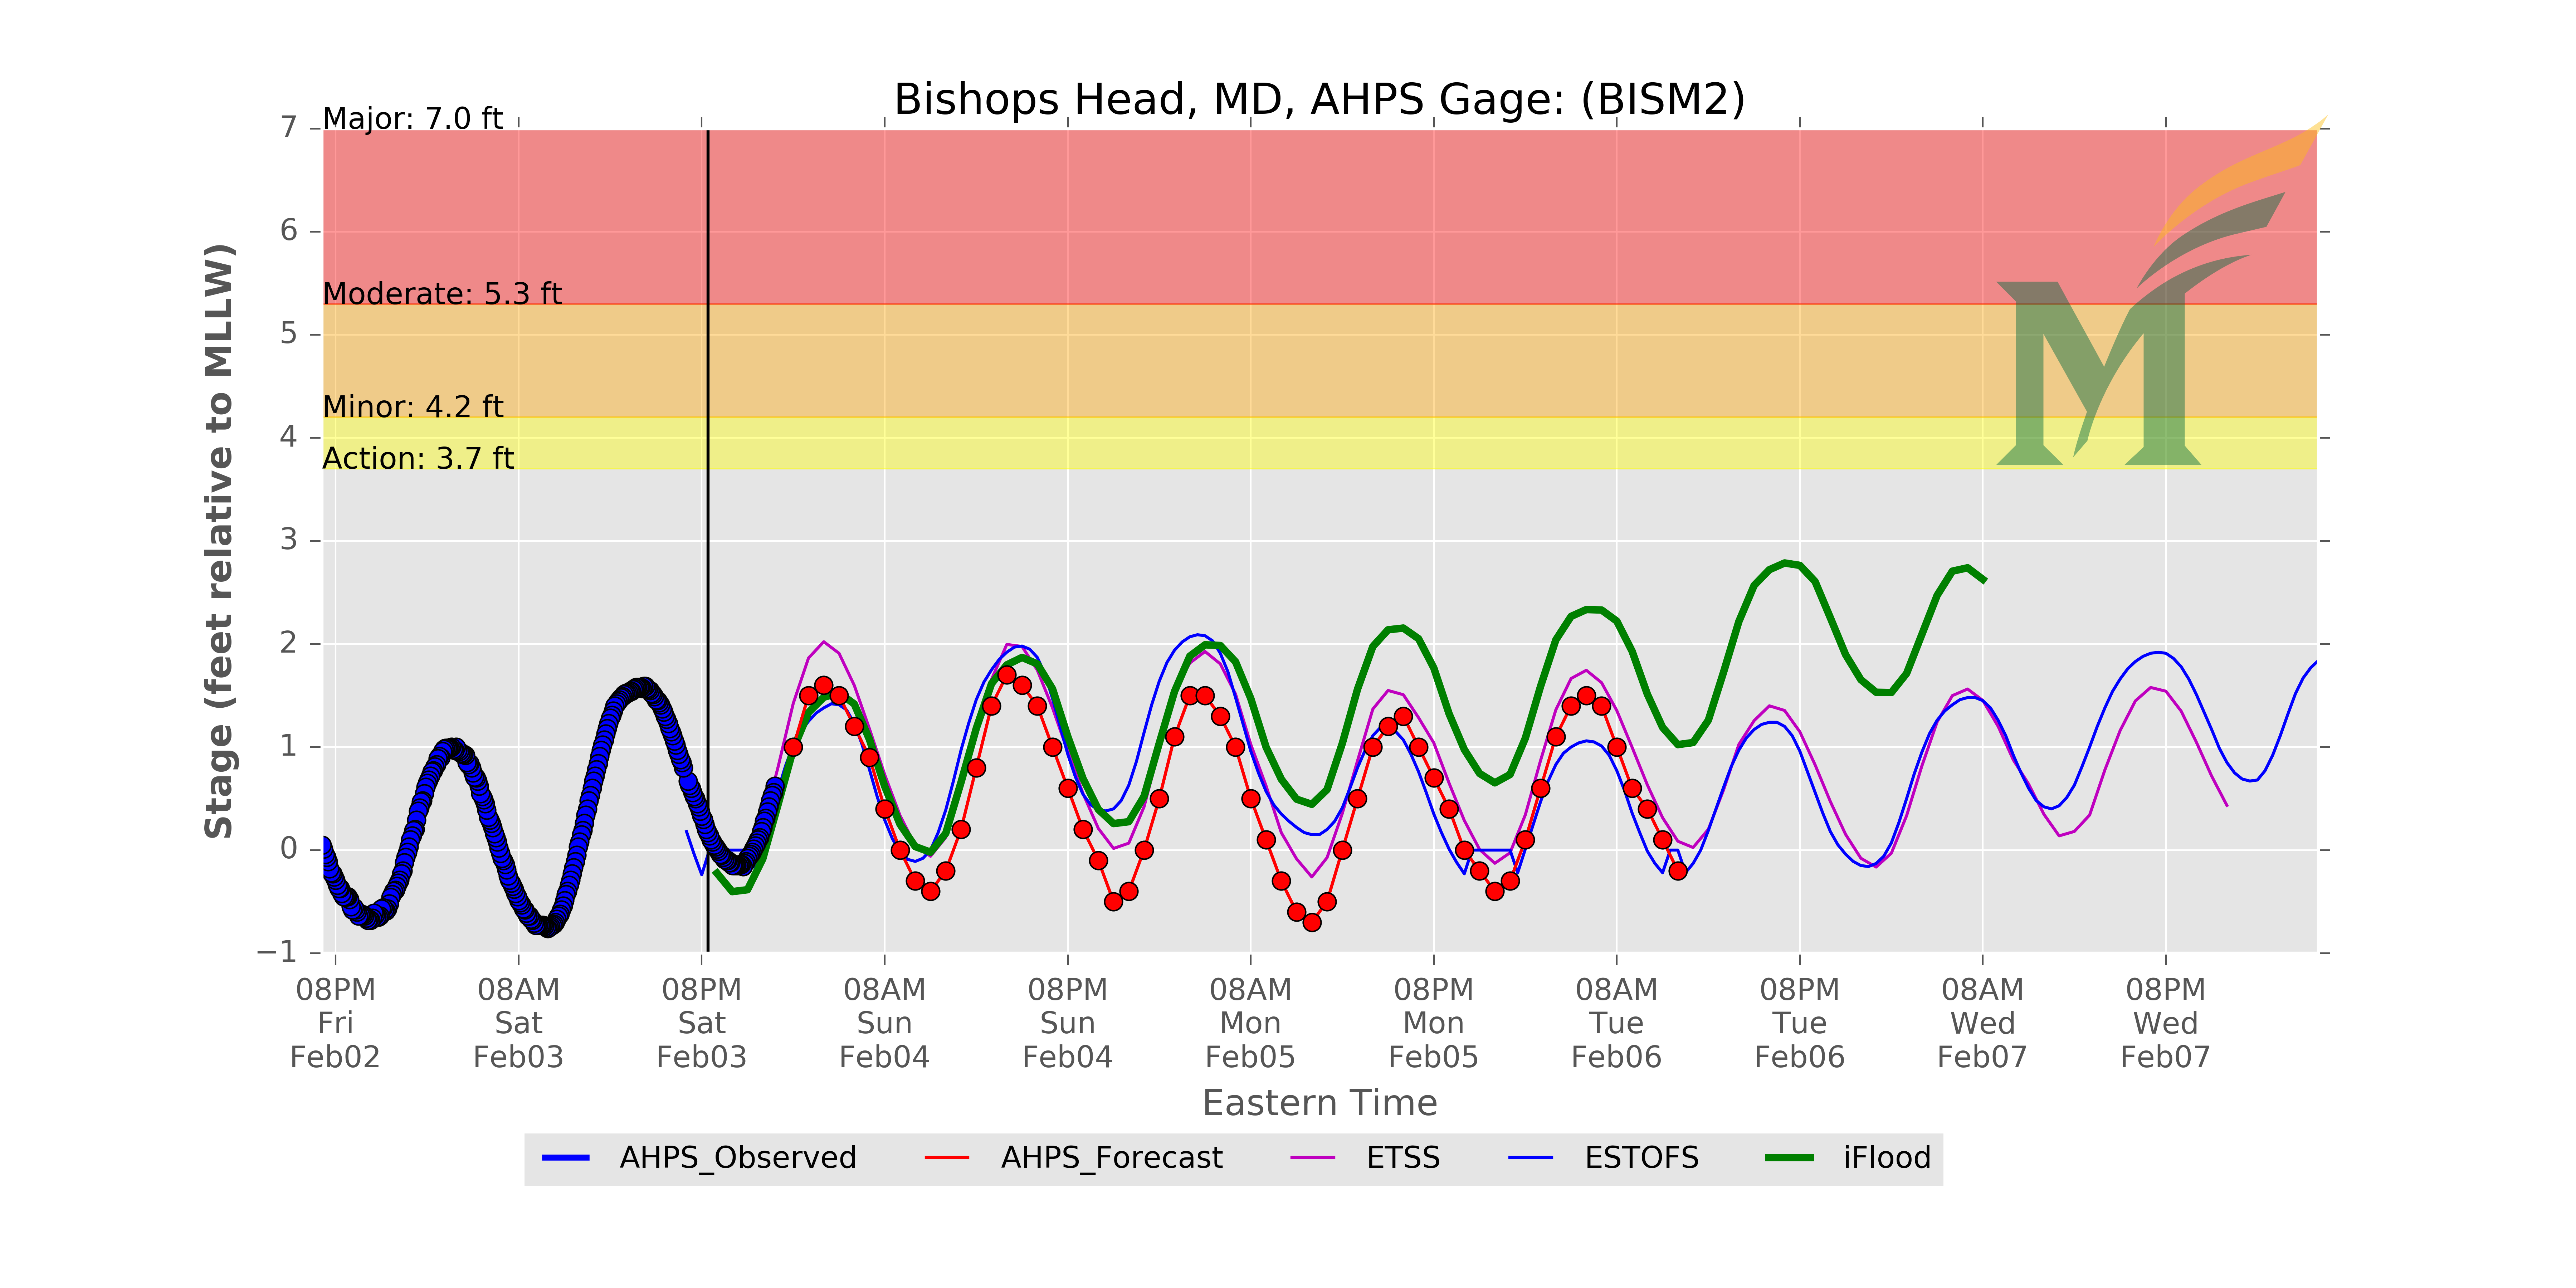 Bishops Head, MD, AHPS Gage: (BISM2)
Major: 7.0 ft
Moderate: 5.3 ft
Minor: 4.2 ft
Action: 3.7 ft
7
6
5
4
3
2
1
0
−1
Stage (feet relative to MLLW)
08PM 08AM 08PM 08AM 08PM 08AM 08PM 08AM 08PM 08AM 08PM
Fri Sat Sat Sun Sun Mon Mon Tue Tue Wed Wed
Feb02 Feb03 Feb03 Feb04 Feb04 Feb05 Feb05 Feb06 Feb06 Feb07 Feb07
Eastern Time
AHPS_Observed AHPS_Forecast ETSS ESTOFS iFlood
M